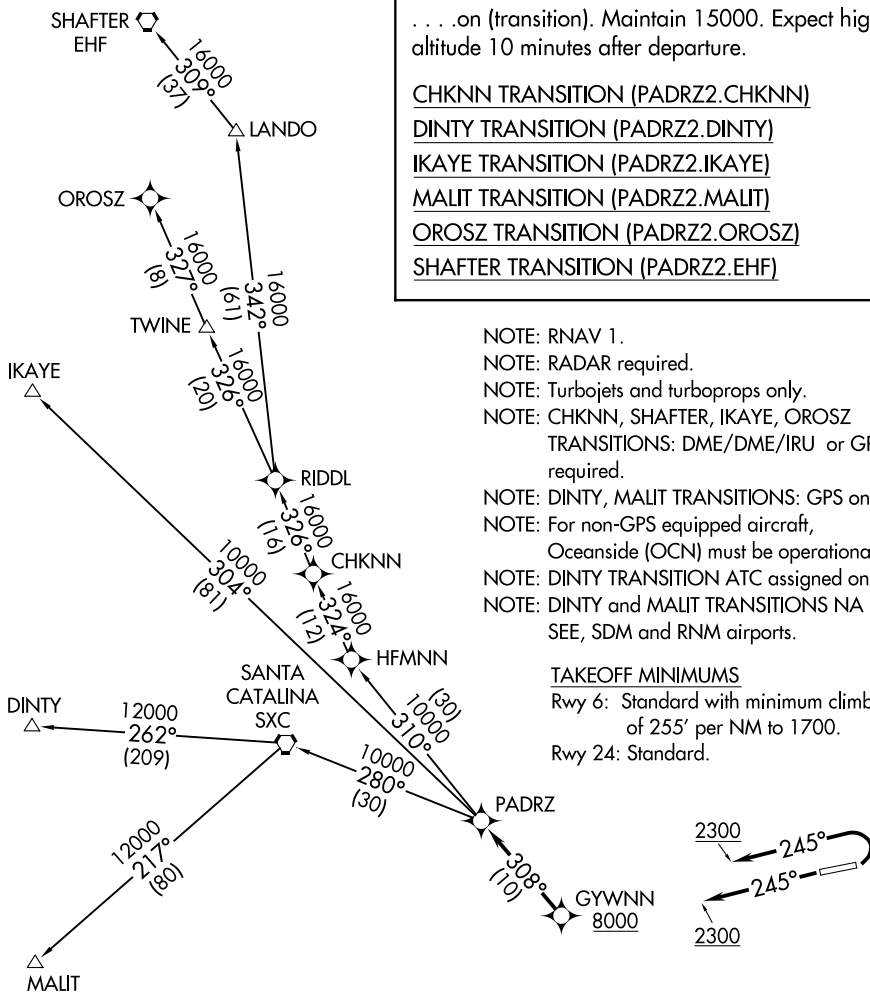 SHAFTER
EHF
16000
309°
(37)
LANDO
OROSZ
16000
327°
(8)
16000
342°
(61)
TWINE
16000
326°
(20)
IKAYE
RIDDL
16000
326°
(16)
CHKNN
10000
304°
(81)
16000
324°
(12)
HFMNN
SANTA
CATALINA
SXC
DINTY
12000
262°
(209)
(30)
10000
310°
10000
280°
(30)
PADRZ
12000
217°
(80)
308°
(10)
GYWNN
8000
MALIT
. . . .on (transition). Maintain 15000. Expect
altitude 10 minutes after departure.
CHKNN TRANSITION (PADRZ2.CHKNN)
DINTY TRANSITION (PADRZ2.DINTY)
IKAYE TRANSITION (PADRZ2.IKAYE)
MALIT TRANSITION (PADRZ2.MALIT)
OROSZ TRANSITION (PADRZ2.OROSZ)
SHAFTER TRANSITION (PADRZ2.EHF)
NOTE: RNAV 1.
NOTE: RADAR required.
NOTE: Turbojets and turboprops only.
NOTE: CHKNN, SHAFTER, IKAYE, OROSZ
TRANSITIONS: DME/DME/IRU or
required.
NOTE: DINTY, MALIT TRANSITIONS: GPS
NOTE: For non-GPS equipped aircraft,
Oceanside (OCN) must be
NOTE: DINTY TRANSITION ATC assigned
NOTE: DINTY and MALIT TRANSITIONS NA
SEE, SDM and RNM airports.
TAKEOFF MINIMUMS
Rwy 6: Standard with minimum climb
of 255' per NM to 1700.
Rwy 24: Standard.
2300
245°
245°
2300